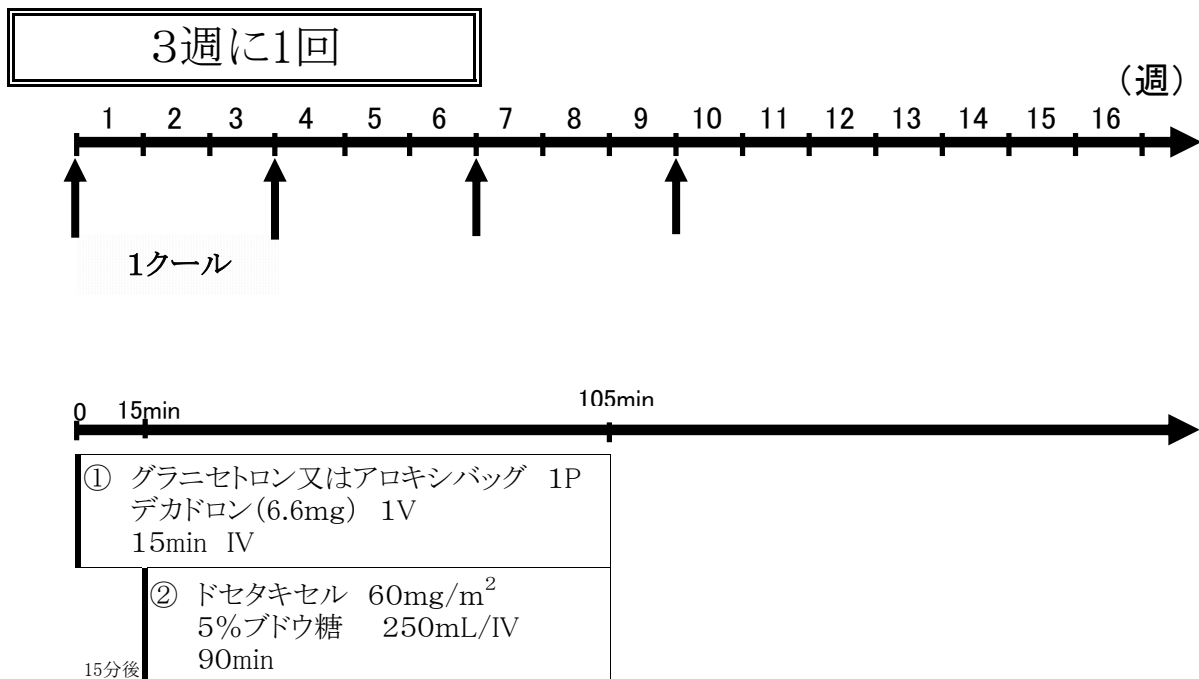 3週に1回
(週)
1 2 3 4 5 6 7 8 9 10 11 12 13 14 15 16
1クール
0 15min 105min
① グラニセトロン又はアロキシバッグ 1P
デカドロン(6.6mg) 1V
15min IV
② ドセタキセル 60mg/m²
5%ブドウ糖 250mL/IV
90min
15分後